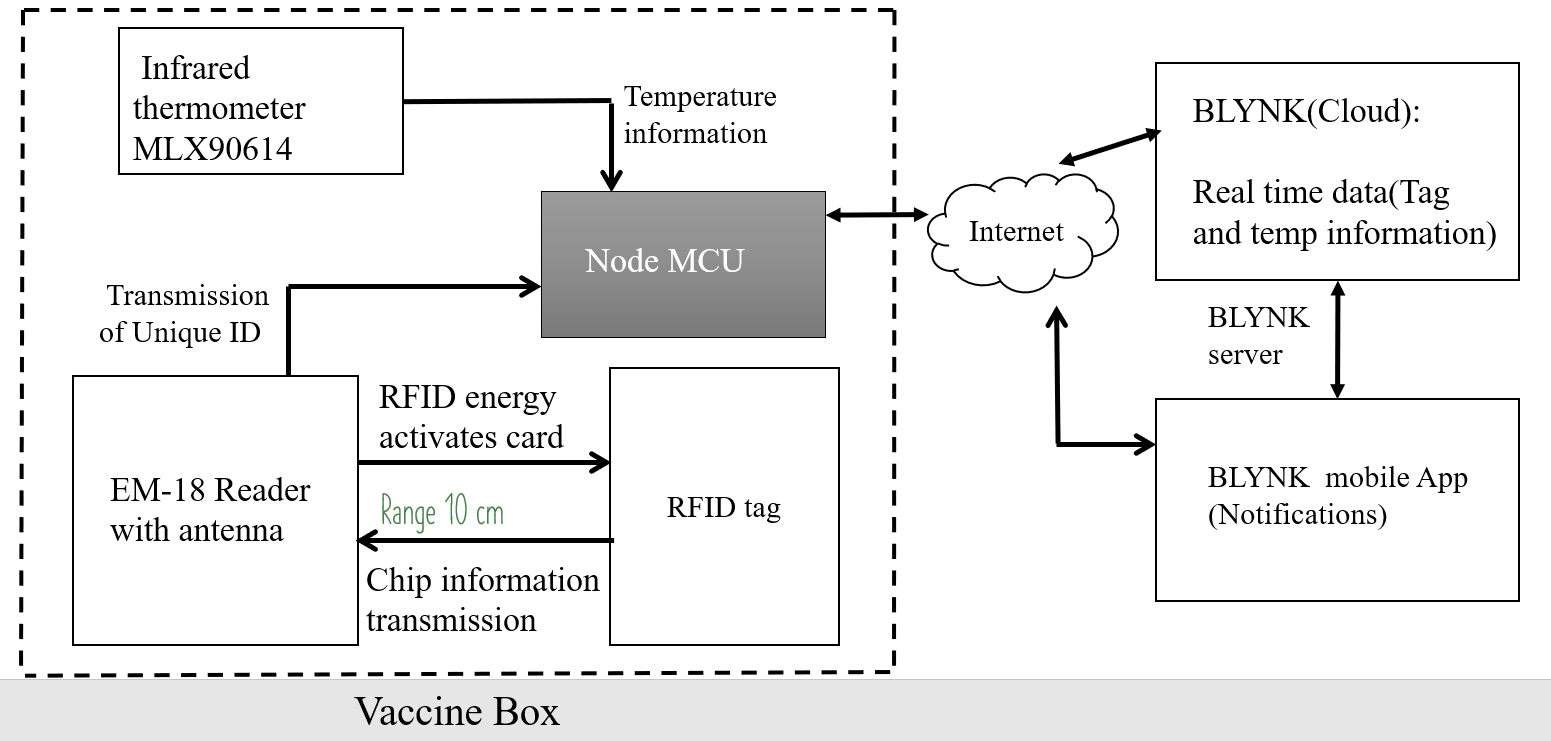 Infrared
thermometer
MLX90614
Temperature
information
Node MCU
Transmission
of Unique ID
EM-18 Reader
with antenna
RFID energy
activates card
Range 10 cm
Chip information
transmission
RFID tag
Internet
BLYNK(Cloud):
Real time data(Tag
and temp information)
BLYNK
server
BLYNK mobile App
(Notifications)
Vaccine Box